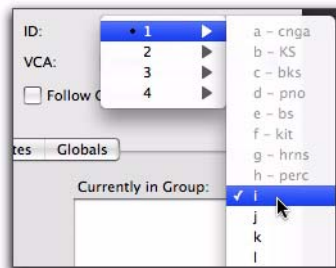 ID:
1
2
3
4
VCA:
Follow
tes
Globals
Currently in Group:
a – cnga
b – KS
c – bks
d – pno
e – bs
f – kit
g – hrns
h – perc
✓ i
j
k
l